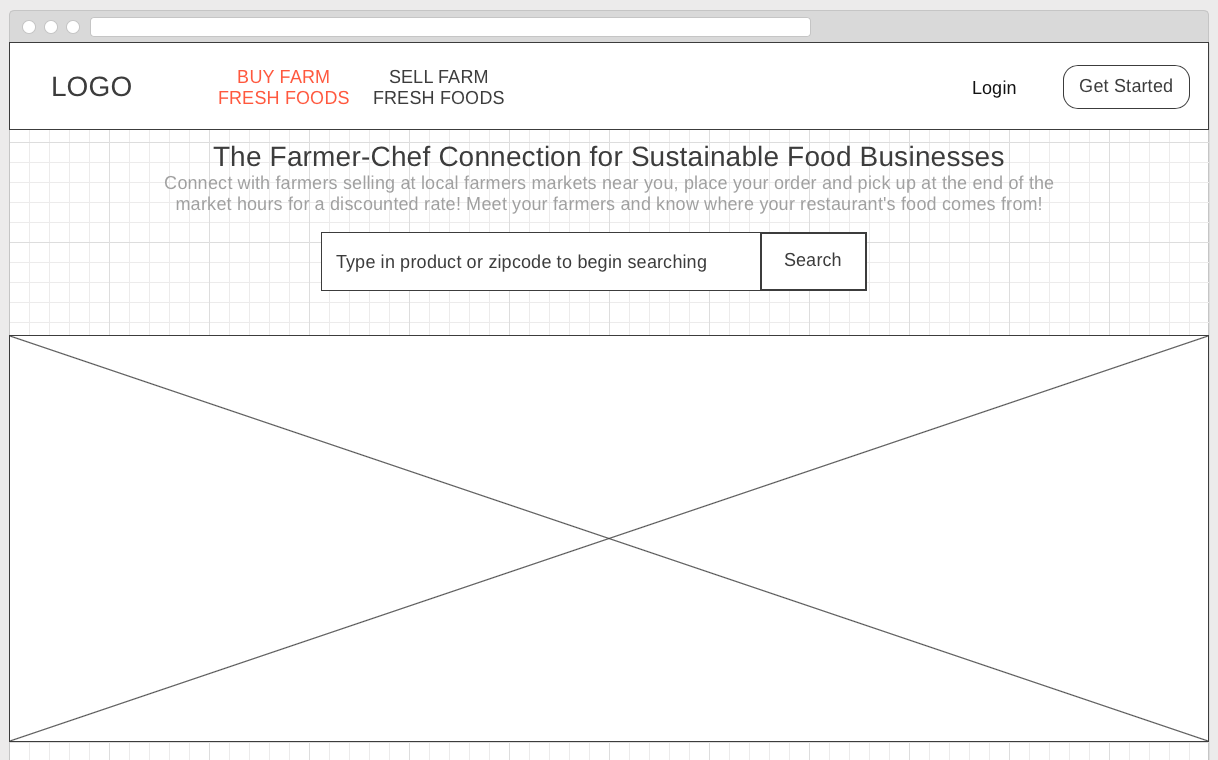 LOGO
BUY FARM
FRESH FOODS
SELL FARM
FRESH FOODS
Login
Get Started
The Farmer-Chef Connection for Sustainable Food Businesses
Connect with farmers selling at local farmers markets near you, place your order and pick up at the end of the
market hours for a discounted rate! Meet your farmers and know where your restaurant's food comes from!
Type in product or zipcode to begin searching
Search